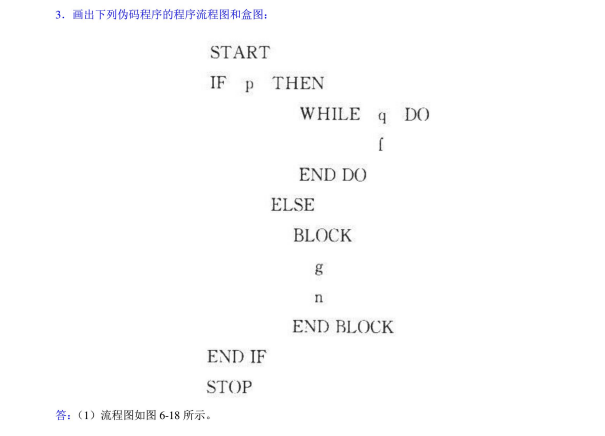 3．画出下列伪码程序的程序流程图和盒图：
START
IF p THEN
WHILE q DO
f
END DO
ELSE
BLOCK
g
n
END BLOCK
END IF
STOP
答：（1）流程图如图 6-18 所示。